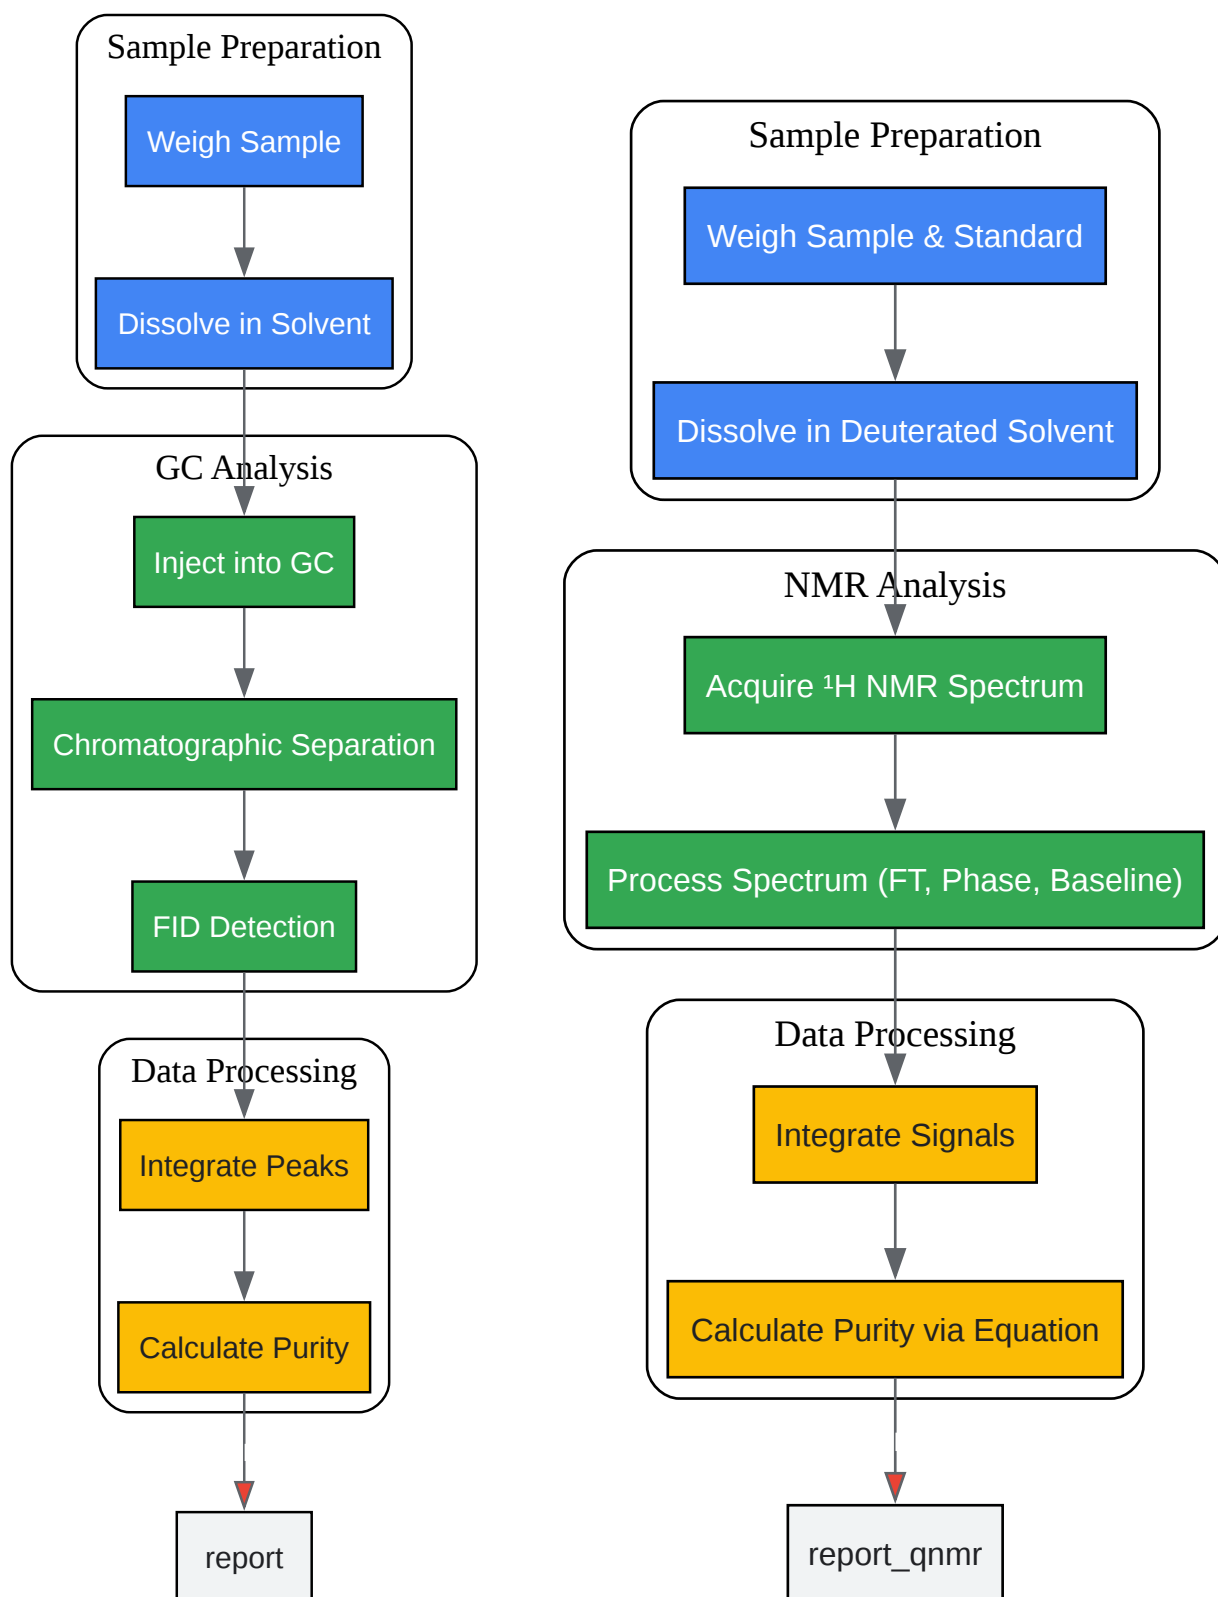 Sample Preparation
Weigh Sample
Dissolve in Solvent
GC Analysis
Inject into GC
Chromatographic Separation
FID Detection
Data Processing
Integrate Peaks
Calculate Purity
report
Sample Preparation
Weigh Sample & Standard
Dissolve in Deuterated Solvent
NMR Analysis
Acquire ¹H NMR Spectrum
Process Spectrum (FT, Phase, Baseline)
Data Processing
Integrate Signals
Calculate Purity via Equation
report_qnmr